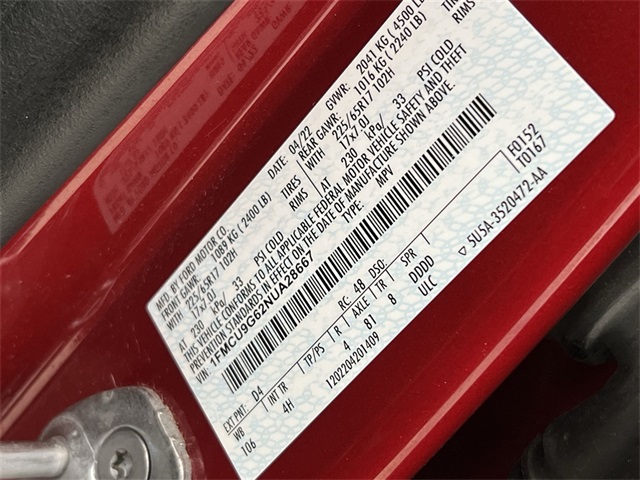 MFD. BY FORD MOTOR CO.
DATE: 04/22 GVWR: 2041 KG ( 4500 LB )
FRONT GAWR: 1089 KG ( 2400 LB) REAR GAWR: 1016 KG ( 2240 LB)
WITH 225/65R17 102H TIRES WITH 225/65R17 102H TIRES
17x7.0J RIMS 17x7.0J RIMS
AT 230 kPa/ 33 PSI COLD AT 230 kPa/ 33 PSI COLD
THIS VEHICLE CONFORMS TO ALL APPLICABLE FEDERAL MOTOR VEHICLE SAFETY AND THEFT
PREVENTION STANDARDS IN EFFECT ON THE DATE OF MANUFACTURE SHOWN ABOVE.
VIN: 1FMCU9G62NUA28667 TYPE: MPV
F0152
T0167
EXT PNT: D4 RC: 48 DSO:
WB INT TR TP/PS R AXLE TR SPR
106 4H 4 81 8 DDDD
1202204201409 ULC
5U5A-3520472-AA